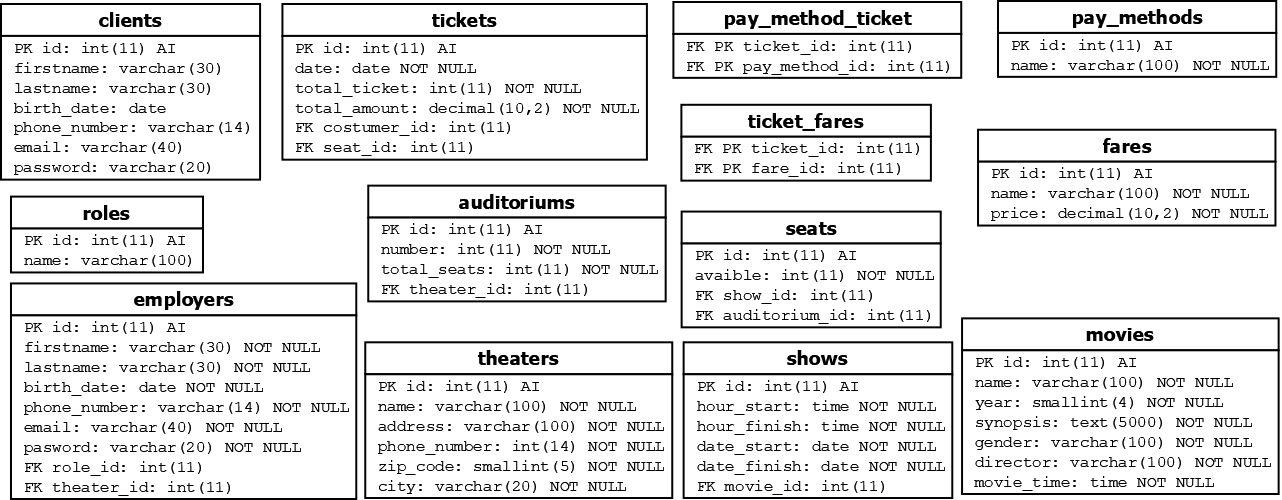 clients
PK id: int(11) AI
firstname: varchar(30)
lastname: varchar(30)
birth_date: date
phone_number: varchar(14)
email: varchar(40)
password: varchar(20)
tickets
PK id: int(11) AI
date: date NOT NULL
total_ticket: int(11) NOT NULL
total_amount: decimal(10,2) NOT NULL
FK costumer_id: int(11)
FK seat_id: int(11)
pay_method_ticket
FK PK ticket_id: int(11)
FK PK pay_method_id: int(11)
pay_methods
PK id: int(11) AI
name: varchar(100) NOT NULL
ticket_fares
FK PK ticket_id: int(11)
FK PK fare_id: int(11)
fares
PK id: int(11) AI
name: varchar(100) NOT NULL
price: decimal(10,2) NOT NULL
roles
PK id: int(11) AI
name: varchar(100)
auditoriums
PK id: int(11) AI
number: int(11) NOT NULL
total_seats: int(11) NOT NULL
FK theater_id: int(11)
seats
PK id: int(11) AI
avaible: int(11) NOT NULL
FK show_id: int(11)
FK auditorium_id: int(11)
employers
PK id: int(11) AI
firstname: varchar(30) NOT NULL
lastname: varchar(30) NOT NULL
birth_date: date NOT NULL
phone_number: varchar(14) NOT NULL
email: varchar(40) NOT NULL
pasword: varchar(20) NOT NULL
FK role_id: int(11)
FK theater_id: int(11)
theaters
PK id: int(11) AI
name: varchar(100) NOT NULL
address: varchar(100) NOT NULL
phone_number: int(14) NOT NULL
zip_code: smallint(5) NOT NULL
city: varchar(20) NOT NULL
shows
PK id: int(11) AI
hour_start: time NOT NULL
hour_finish: time NOT NULL
date_start: date NOT NULL
date_finish: date NOT NULL
FK movie_id: int(11)
movies
PK id: int(11) AI
name: varchar(100) NOT NULL
year: smallint(4) NOT NULL
synopsis: text(5000) NOT NULL
gender: varchar(100) NOT NULL
director: varchar(100) NOT NULL
movie_time: time NOT NULL